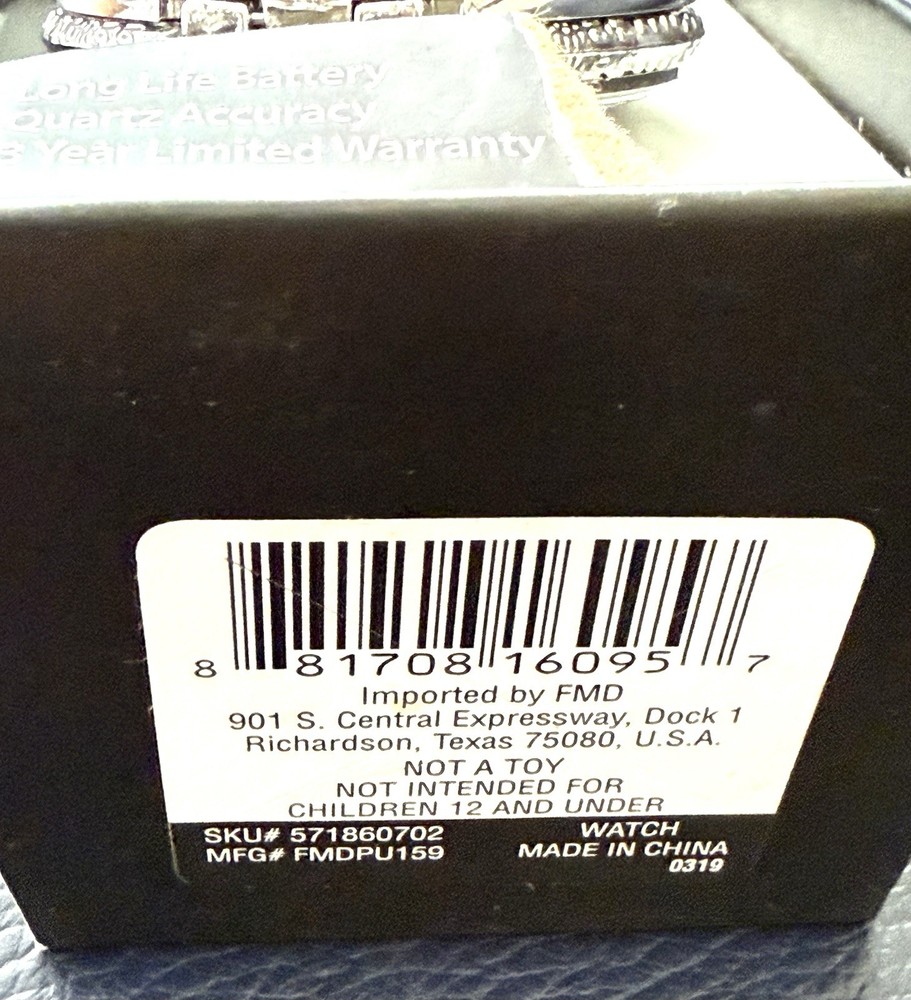 Long Life Battery
Quartz Accuracy
3 Year Limited Warranty
8 81708 16095 7
Imported by FMD
901 S. Central Expressway, Dock 1
Richardson, Texas 75080, U.S.A.
NOT A TOY
NOT INTENDED FOR
CHILDREN 12 AND UNDER
SKU# 571860702
MFG# FMDPU159
WATCH
MADE IN CHINA
0319